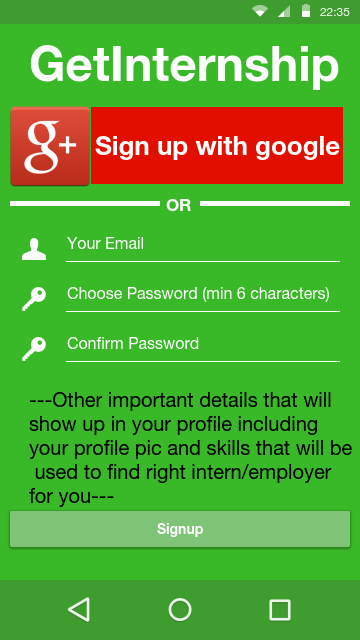 22:35
GetInternship
g+ Sign up with google
OR
Your Email
Choose Password (min 6 characters)
Confirm Password
---Other important details that will
show up in your profile including
your profile pic and skills that will be
used to find right intern/employer
for you---
Signup